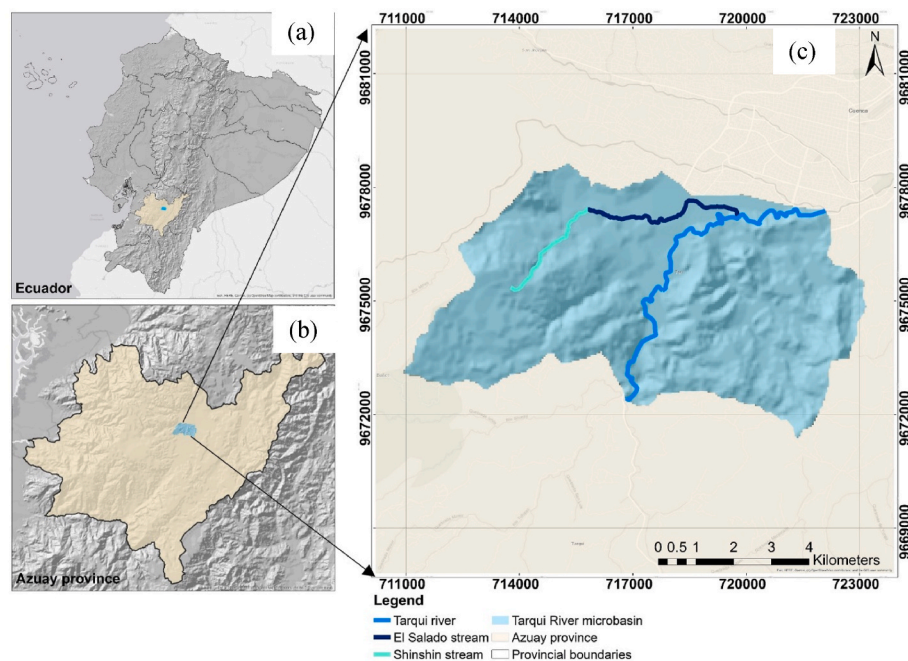 (a)
Ecuador
(b)
Azuay province
711000 714000 717000 720000 723000
(c)
N
9681000
9678000
9675000
9672000
9669000
9681000
9678000
9675000
9672000
9669000
Cuenca
Tarqui
0 0.5 1 2 3 4
Kilometers
711000 714000 717000 720000 723000
Legend
Tarqui river
El Salado stream
Shinshin stream
Tarqui River microbasin
Azuay province
Provincial boundaries